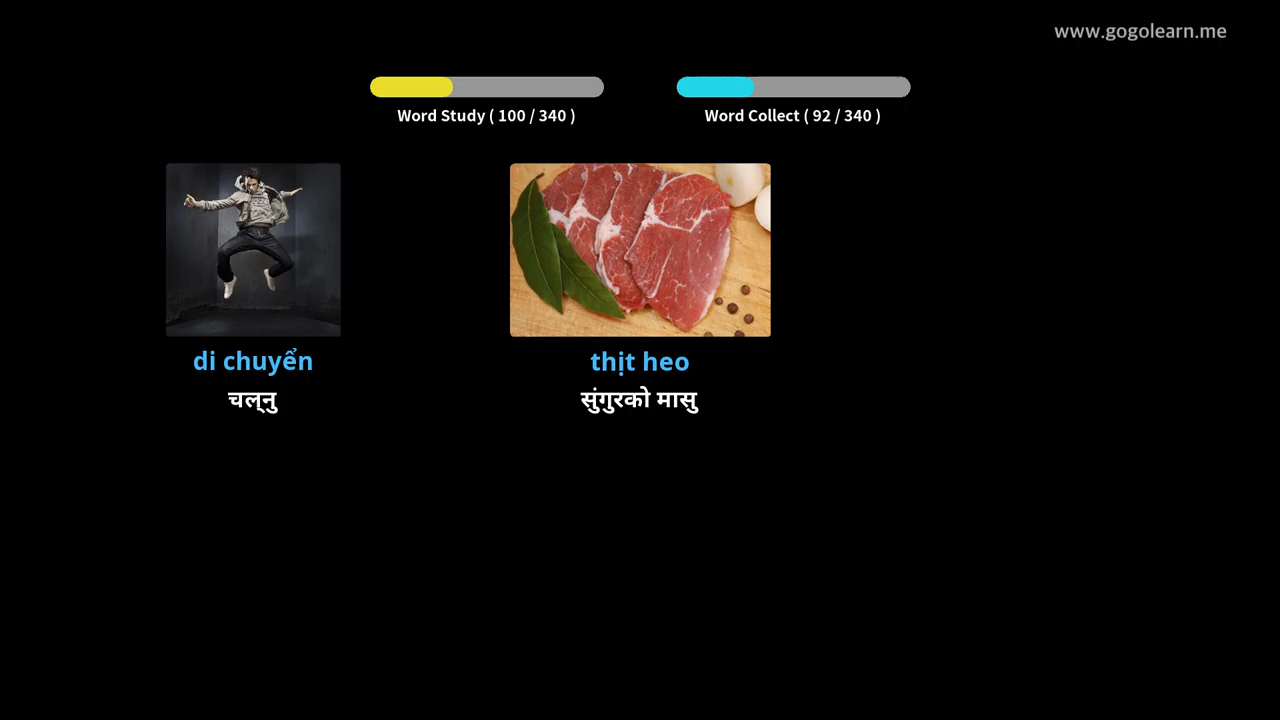 www.gogolearn.me
Word Study ( 100 / 340 )
Word Collect ( 92 / 340 )
di chuyển
thịt heo
चल्नु
सुंगुरको मासु